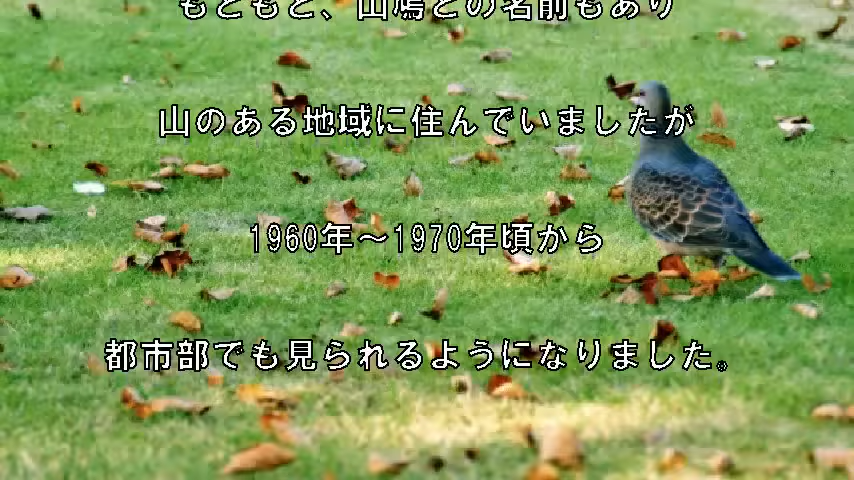 もともと、山鳩との名前もあり
山のある地域に住んでいましたが
1960年～1970年頃から
都市部でも見られるようになりました。